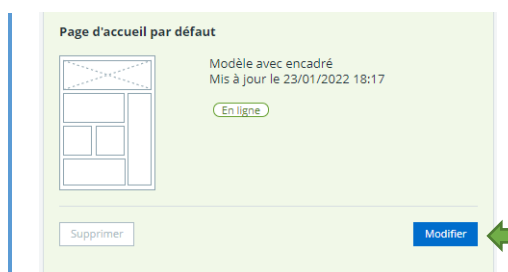 Page d'accueil par défaut
Modèle avec encadré
Mis à jour le 23/01/2022 18:17
En ligne
Supprimer
Modifier